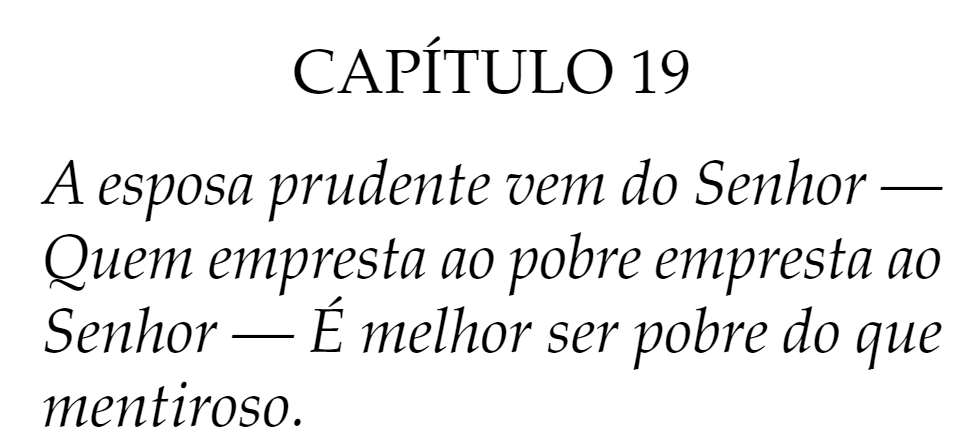 CAPÍTULO 19
A esposa prudente vem do Senhor —
Quem empresta ao pobre empresta ao
Senhor — É melhor ser pobre do que
mentiroso.